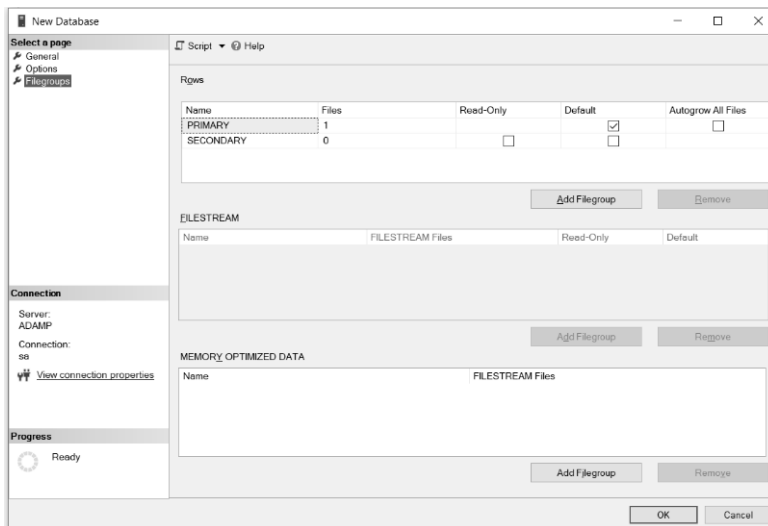 New Database
Select a page
General
Options
Filegroups
Script Help
Rows
Name Files Read-Only Default Autogrow All Files
PRIMARY 1
SECONDARY 0
Add Filegroup Remove
FILESTREAM
Name FILESTREAM Files Read-Only Default
Add Filegroup Remove
MEMORY OPTIMIZED DATA
Name FILESTREAM Files
Add Filegroup Remove
Connection
Server:
ADAMP
Connection:
sa
View connection properties
Progress
Ready
OK Cancel